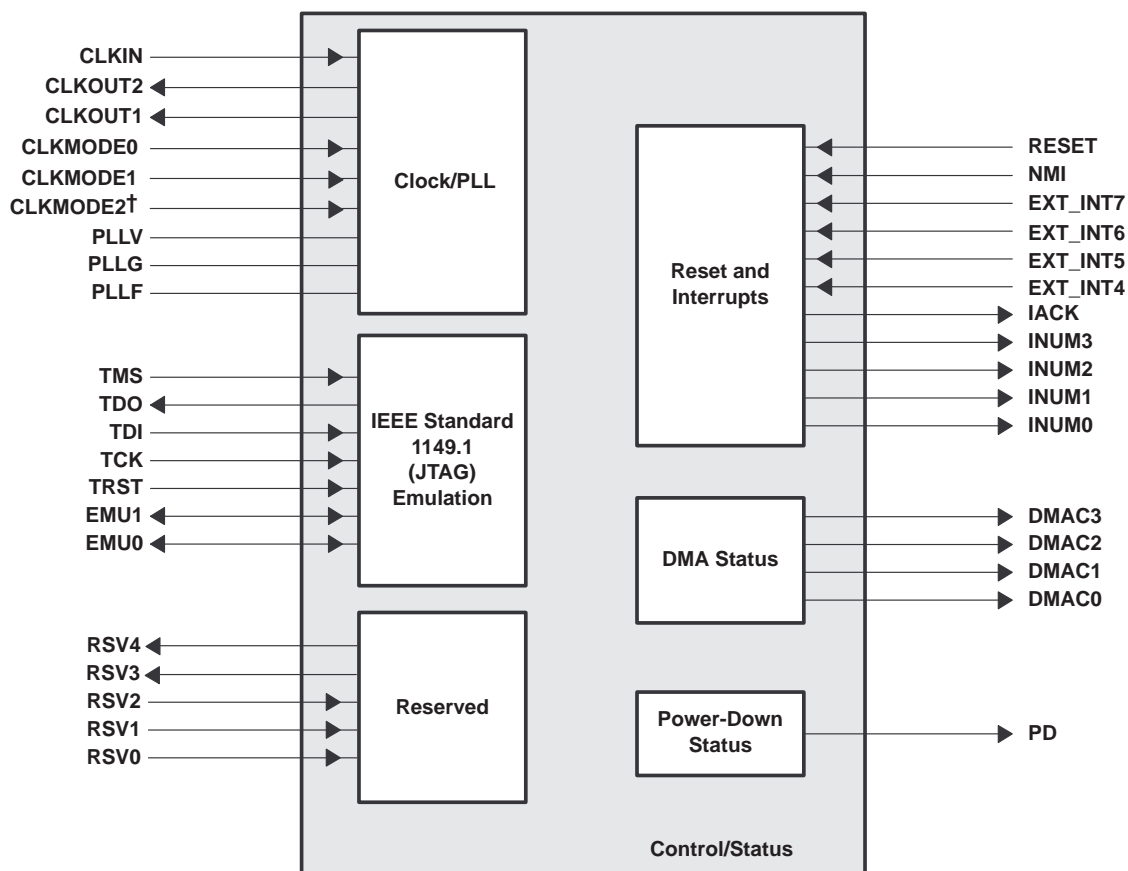 CLKIN
CLKOUT2
CLKOUT1
CLKMODE0
CLKMODE1
CLKMODE2†
PLLV
PLLG
PLLF
Clock/PLL
TMS
TDO
TDI
TCK
TRST
EMU1
EMU0
IEEE Standard
1149.1
(JTAG)
Emulation
RSV4
RSV3
RSV2
RSV1
RSV0
Reserved
Reset and
Interrupts
RESET
NMI
EXT_INT7
EXT_INT6
EXT_INT5
EXT_INT4
IACK
INUM3
INUM2
INUM1
INUM0
DMA Status
DMAC3
DMAC2
DMAC1
DMAC0
Power-Down
Status
PD
Control/Status